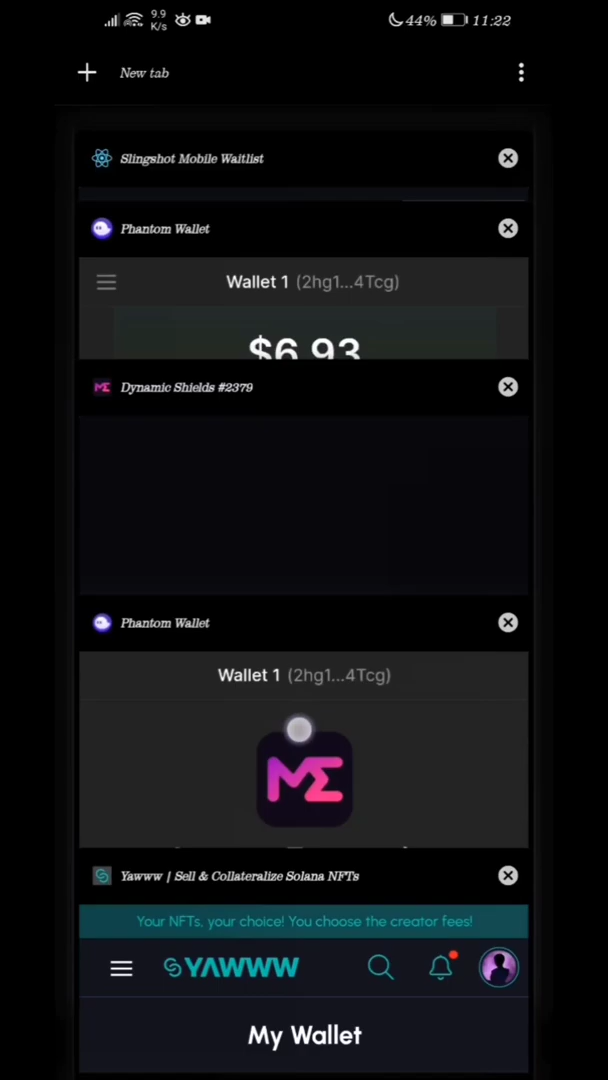 9.9
K/s
44%
11:22
New tab
Slingshot Mobile Waitlist
Phantom Wallet
Wallet 1 (2hg1...4Tcg)
$6.93
ME
Dynamic Shields #2379
Phantom Wallet
Wallet 1 (2hg1...4Tcg)
ME
Yawww | Sell & Collateralize Solana NFTs
Your NFTs, your choice! You choose the creator fees!
YAWWW
My Wallet